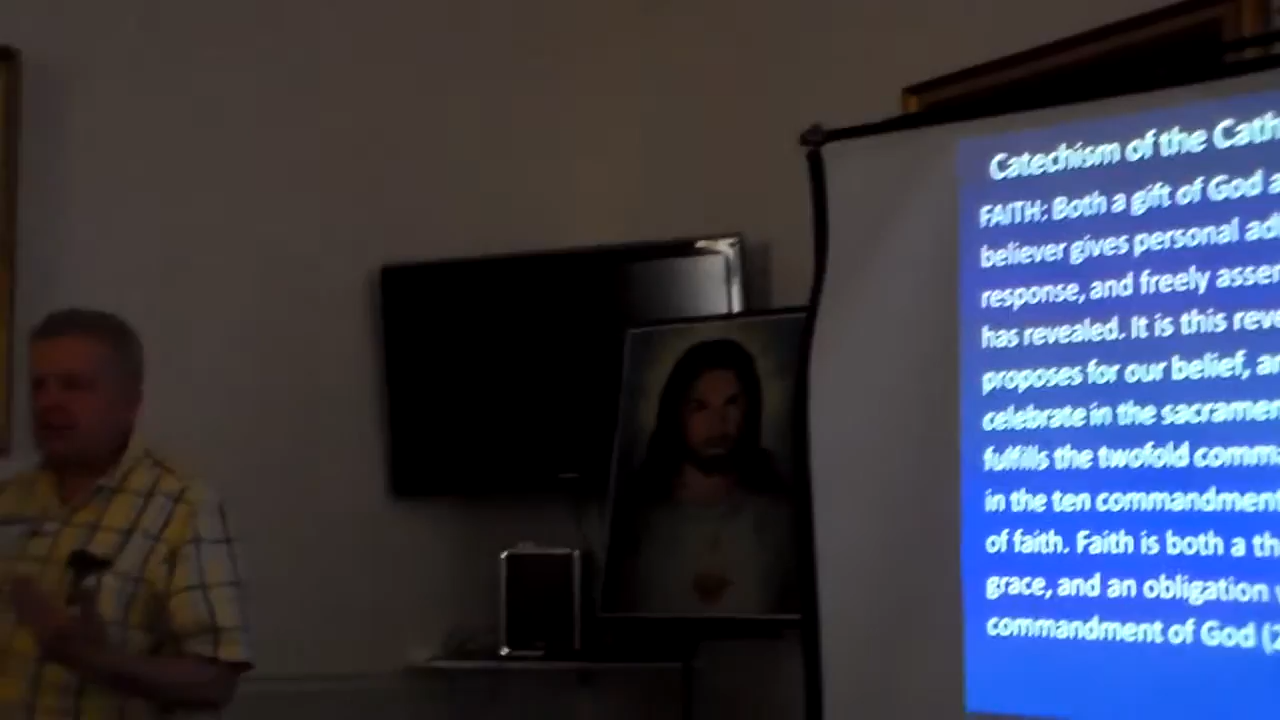 Catechism of the Cath
FAITH: Both a gift of God a
believer gives personal ad
response, and freely asser
has revealed. It is this reve
proposes for our belief, an
celebrate in the sacramen
fulfills the twofold comma
in the ten commandment
of faith. Faith is both a th
grace, and an obligation
commandment of God (2